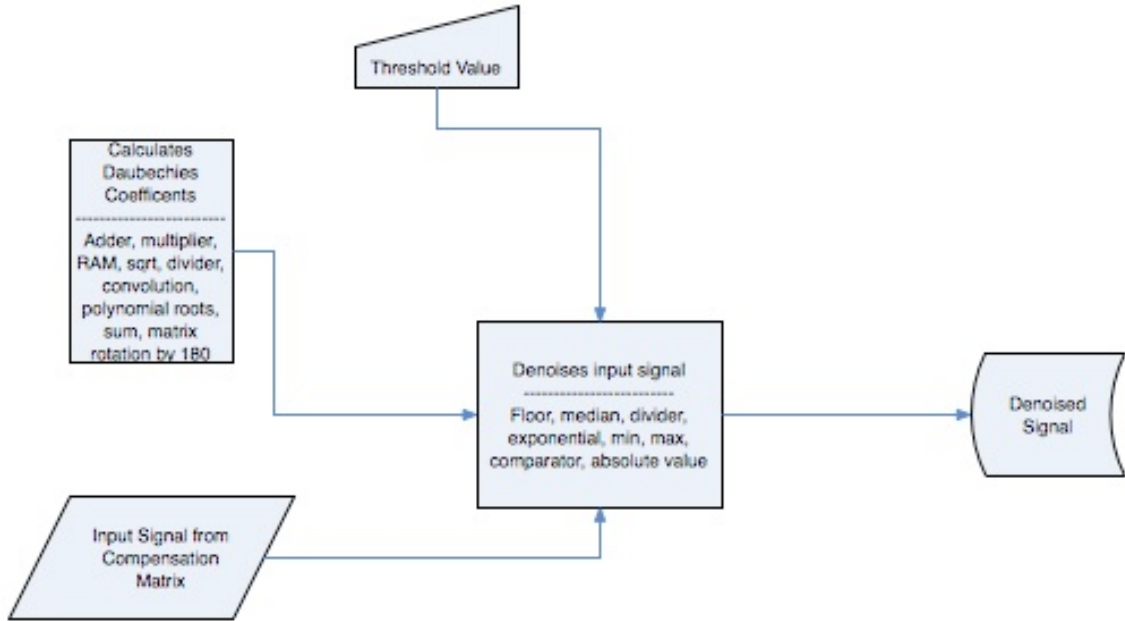 Threshold Value
Calculates
Daubechies
Coefficents
----------------------------
Adder, multiplier,
RAM, sqrt, divider,
convolution,
polynomial roots,
sum, matrix
rotation by 180
Denoises input signal
---------------------------
Floor, median, divider,
exponential, min, max,
comparator, absolute value
Denoised
Signal
Input Signal from
Compensation
Matrix